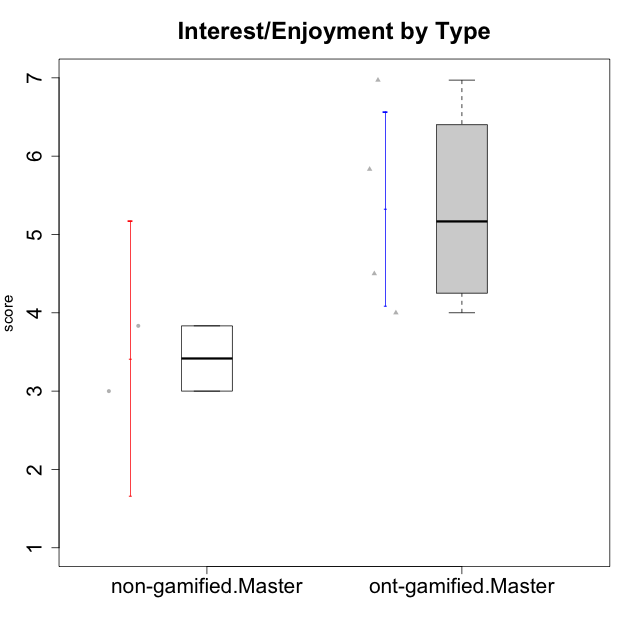 Interest/Enjoyment by Type
7
6
5
4
3
2
1
score
non-gamified.Master
ont-gamified.Master